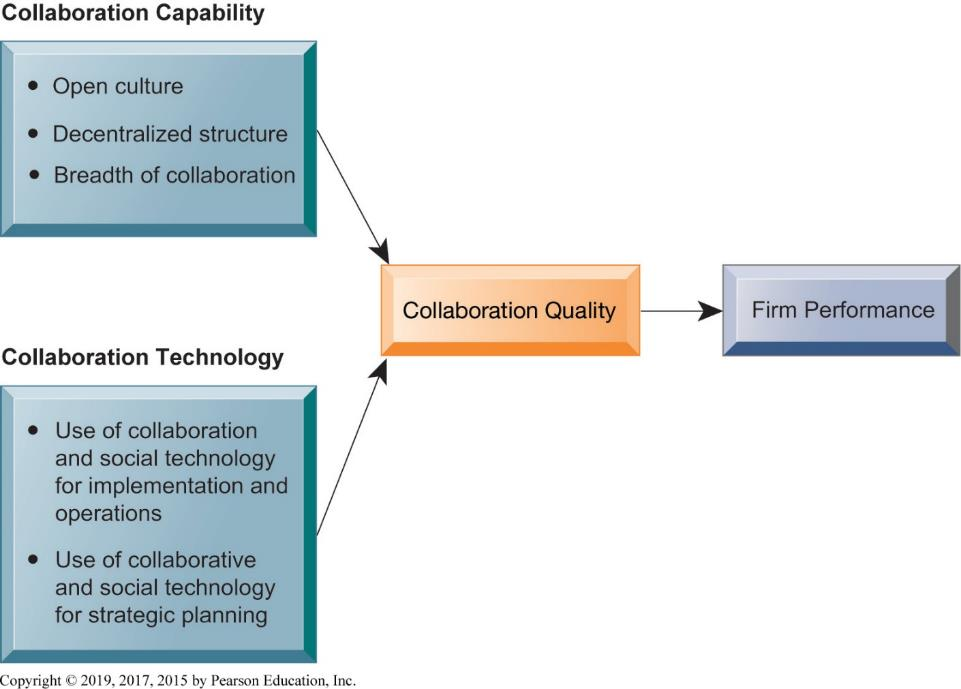 Collaboration Capability
• Open culture
• Decentralized structure
• Breadth of collaboration
Collaboration Quality
Firm Performance
Collaboration Technology
• Use of collaboration
and social technology
for implementation and
operations
• Use of collaborative
and social technology
for strategic planning
Copyright © 2019, 2017, 2015 by Pearson Education, Inc.